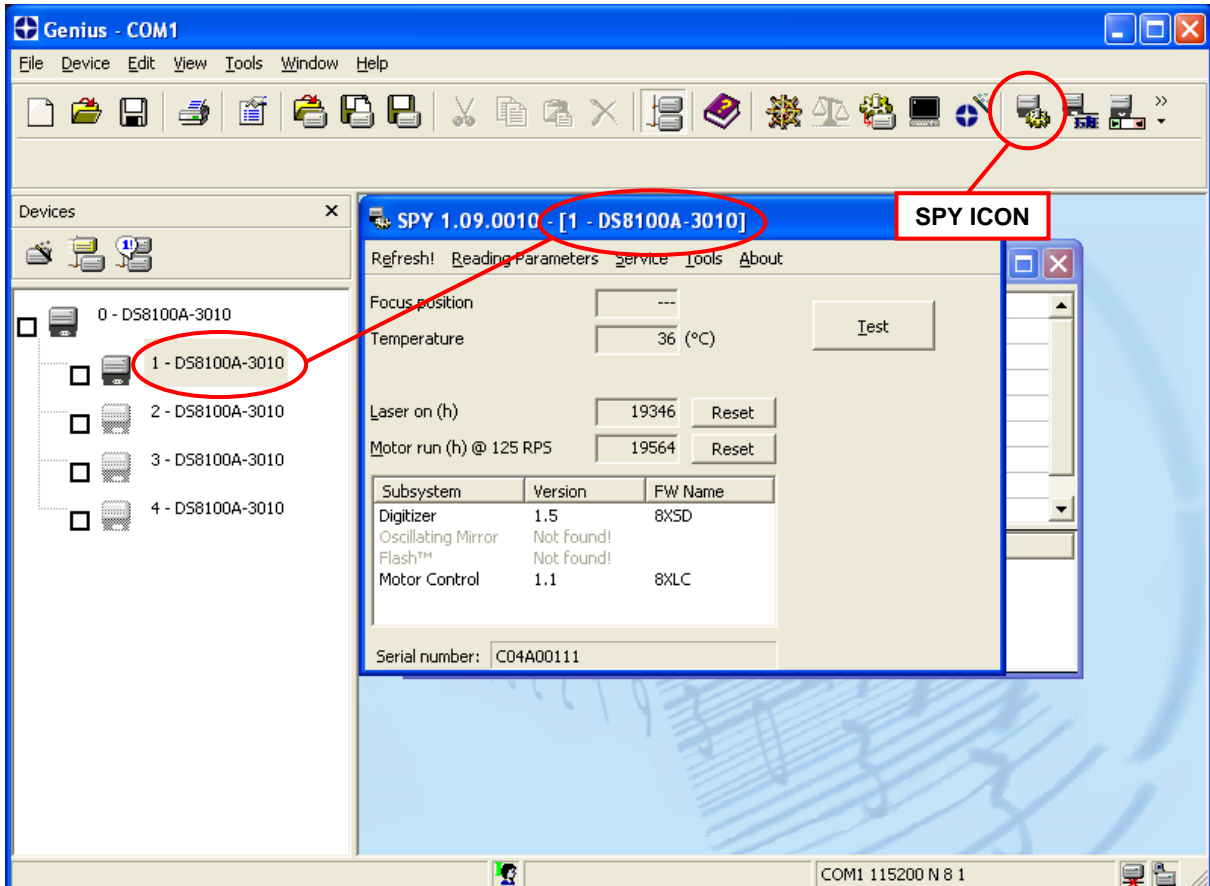 Genius - COM1
File Device Edit View Tools Window Help
SPY ICON
Devices
0 - DS8100A-3010
1 - DS8100A-3010
2 - DS8100A-3010
3 - DS8100A-3010
4 - DS8100A-3010
SPY 1.09.0010 - [1 - DS8100A-3010]
Refresh! Reading Parameters Service Tools About
Focus position ---
Test
Temperature 36 (°C)
Laser on (h) 19346 Reset
Motor run (h) @ 125 RPS 19564 Reset
Subsystem Version FW Name
Digitizer 1.5 8XSD
Oscillating Mirror Not found!
Flash™ Not found!
Motor Control 1.1 8XLC
Serial number: C04A00111
COM1 115200 N 8 1